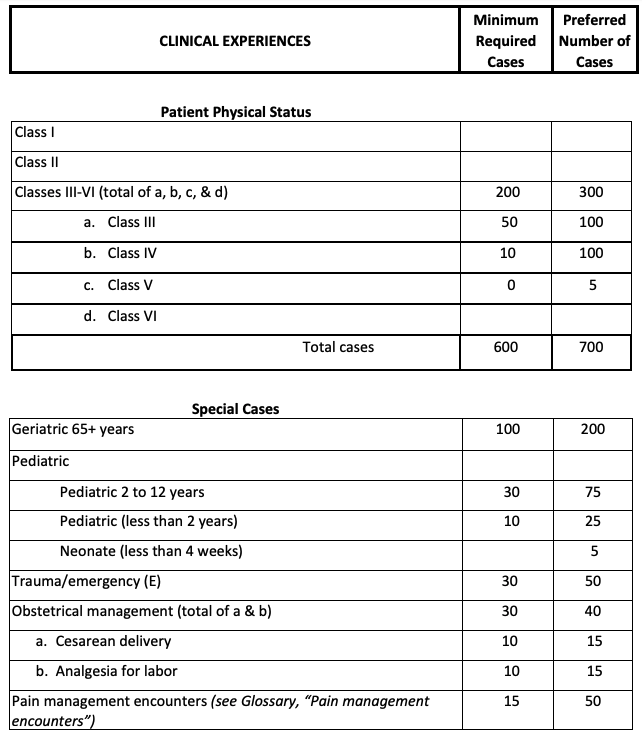 CLINICAL EXPERIENCES Minimum Required Cases Preferred Number of Cases
Patient Physical Status
Class I
Class II
Classes III-VI (total of a, b, c, & d) 200 300
a. Class III 50 100
b. Class IV 10 100
c. Class V 0 5
d. Class VI
Total cases 600 700
Special Cases
Geriatric 65+ years 100 200
Pediatric
Pediatric 2 to 12 years 30 75
Pediatric (less than 2 years) 10 25
Neonate (less than 4 weeks) 5
Trauma/emergency (E) 30 50
Obstetrical management (total of a & b) 30 40
a. Cesarean delivery 10 15
b. Analgesia for labor 10 15
Pain management encounters (see Glossary, “Pain management 15 50
encounters”)